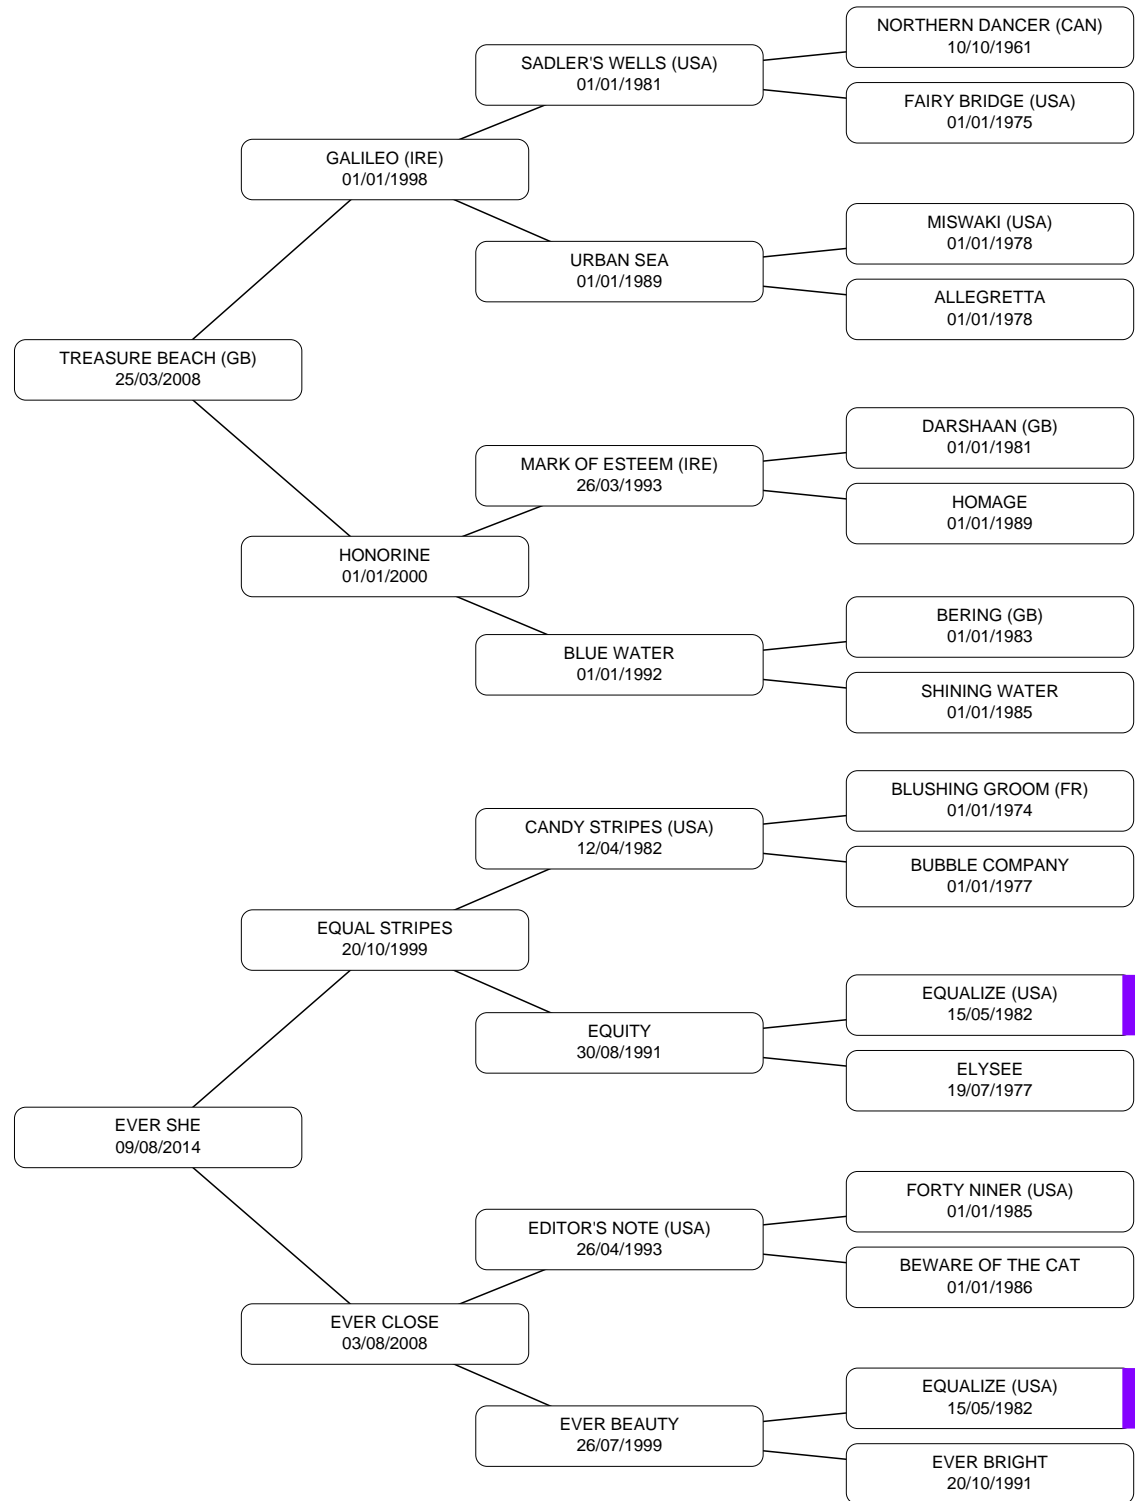 NORTHERN DANCER (CAN)
10/10/1961
SADLER'S WELLS (USA)
01/01/1981
FAIRY BRIDGE (USA)
01/01/1975
GALILEO (IRE)
01/01/1998
MISWAKI (USA)
01/01/1978
URBAN SEA
01/01/1989
ALLEGRETTA
01/01/1978
TREASURE BEACH (GB)
25/03/2008
DARSHAAN (GB)
01/01/1981
MARK OF ESTEEM (IRE)
26/03/1993
HOMAGE
01/01/1989
HONORINE
01/01/2000
BERING (GB)
01/01/1983
BLUE WATER
01/01/1992
SHINING WATER
01/01/1985
BLUSHING GROOM (FR)
01/01/1974
CANDY STRIPES (USA)
12/04/1982
BUBBLE COMPANY
01/01/1977
EQUAL STRIPES
20/10/1999
EQUALIZE (USA)
15/05/1982
EQUITY
30/08/1991
ELYSEE
19/07/1977
EVER SHE
09/08/2014
FORTY NINER (USA)
01/01/1985
EDITOR'S NOTE (USA)
26/04/1993
BEWARE OF THE CAT
01/01/1986
EVER CLOSE
03/08/2008
EQUALIZE (USA)
15/05/1982
EVER BEAUTY
26/07/1999
EVER BRIGHT
20/10/1991